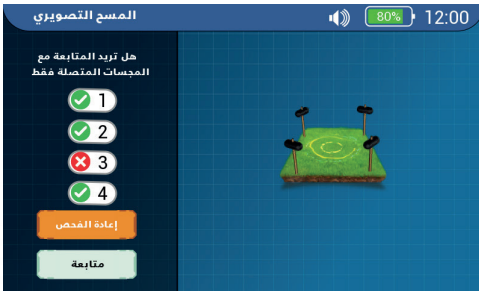 المسح التصويري
80%
12:00
هل تريد المتابعة مع
المجسات المتصلة فقط
1
2
3
4
إعادة الفحص
متابعة